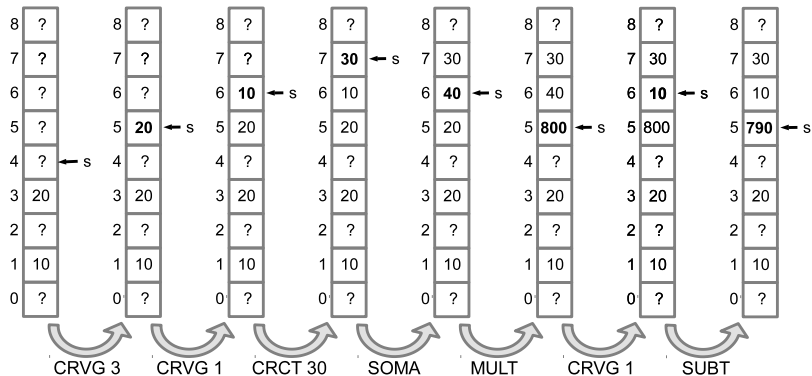 8 ? 8 ? 8 ? 8 ? 8 ? 8 ? 8 ? 8 ?
7 ? 7 ? 7 ? 7 30 s 7 30 7 30 7 30 7 30
6 ? 6 ? 6 10 s 6 10 6 40 s 6 40 6 10 s 6 10
5 ? 5 20 s 5 20 5 20 5 20 5 800 s 5 800 5 790 s
4 ? s 4 ? 4 ? 4 ? 4 ? 4 ? 4 ? 4 ?
3 20 3 20 3 20 3 20 3 20 3 20 3 20 3 20
2 ? 2 ? 2 ? 2 ? 2 ? 2 ? 2 ? 2 ?
1 10 1 10 1 10 1 10 1 10 1 10 1 10 1 10
0 ? 0 ? 0 ? 0 ? 0 ? 0 ? 0 ? 0 ?
CRVG 3 CRVG 1 CRCT 30 SOMA MULT CRVG 1 SUBT